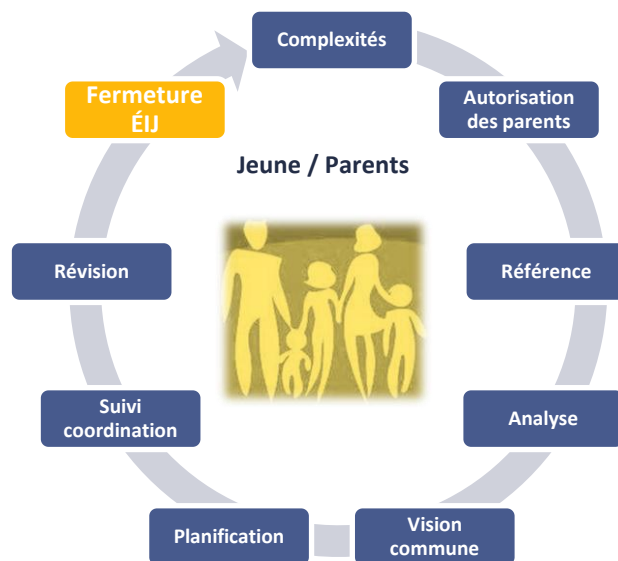 Complexités
Autorisation
des parents
Référence
Analyse
Vision
commune
Planification
Suivi
coordination
Révision
Fermeture
ÉIJ
Jeune / Parents